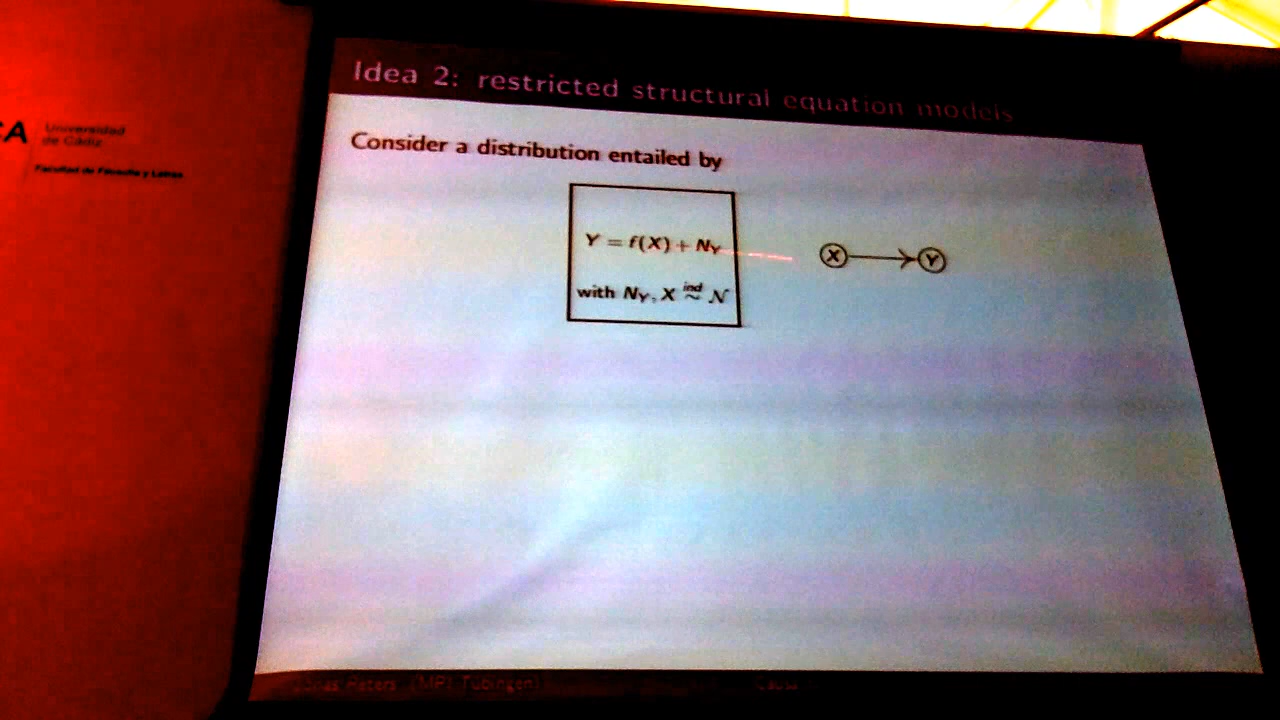 CA
Universidad
de Cádiz
Facultad de Filosofía y Letras
Idea 2: restricted structural equation models
Consider a distribution entailed by
Y = f(X) + N_Y
with N_Y, X ind ∼ N
X
Y
Jonas Peters (MPI Tübingen)